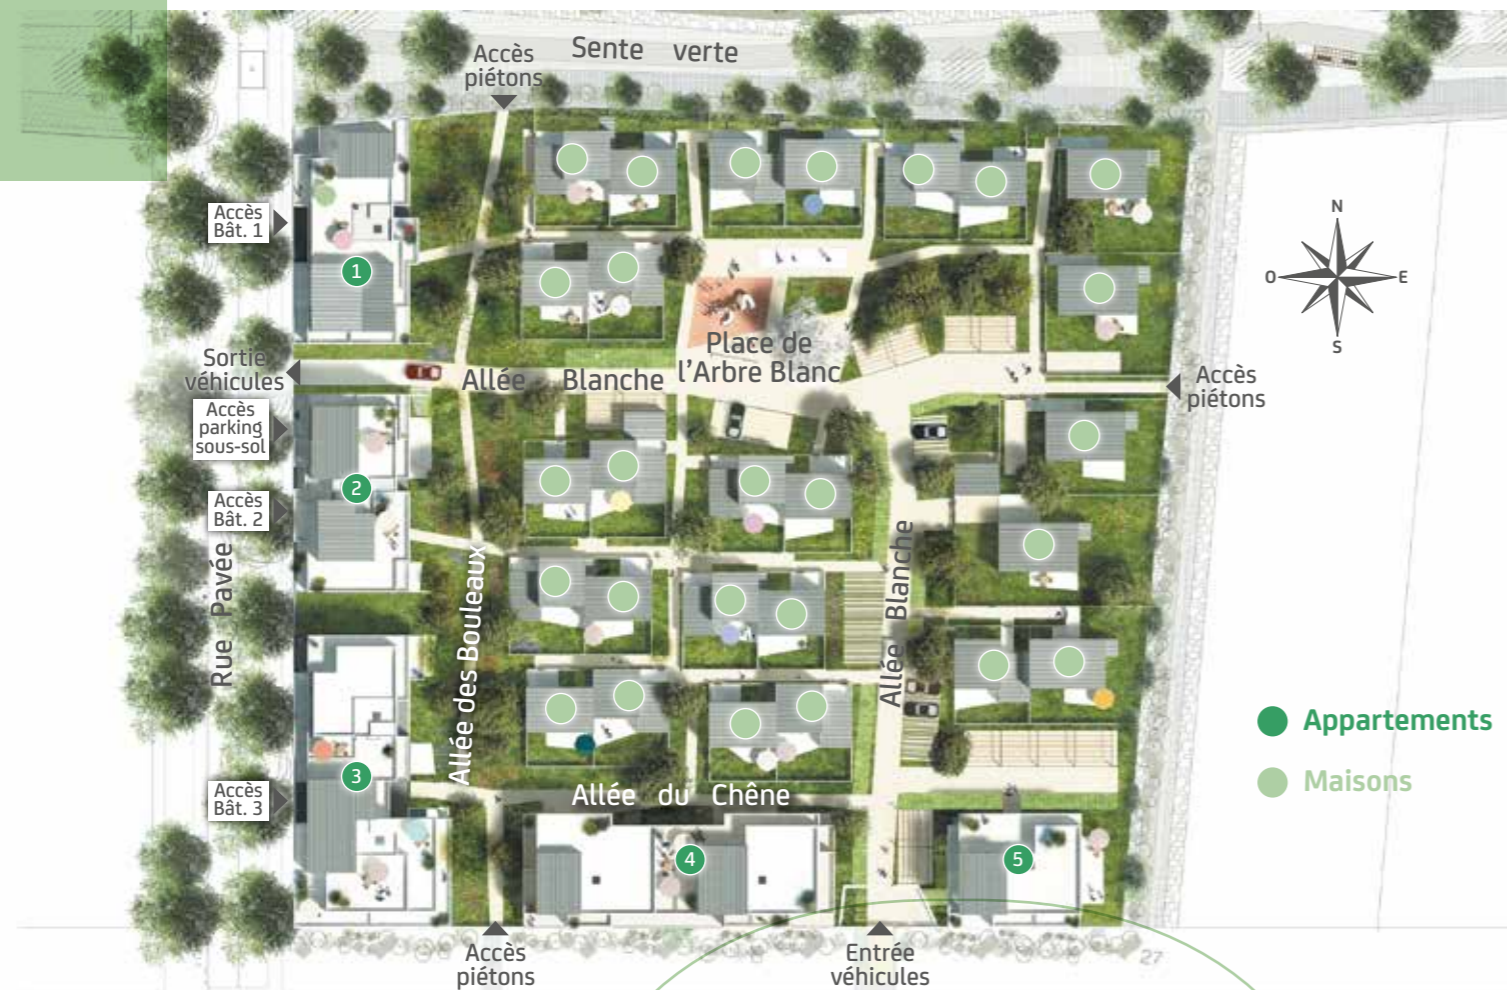 Sente verte
Accès
piétons
Accès
Bât. 1
1
N
O
E
S
Sortie
véhicules
Allée Blanche
Place de
l'Arbre Blanc
Accès
piétons
Accès
parking
sous-sol
2
Accès
Bât. 2
Rue Pavée
Allée des Bouleaux
Allée Blanche
Appartements
Maisons
3
Accès
Bât. 3
Allée du Chêne
4
5
Accès
piétons
Entrée
véhicules
27